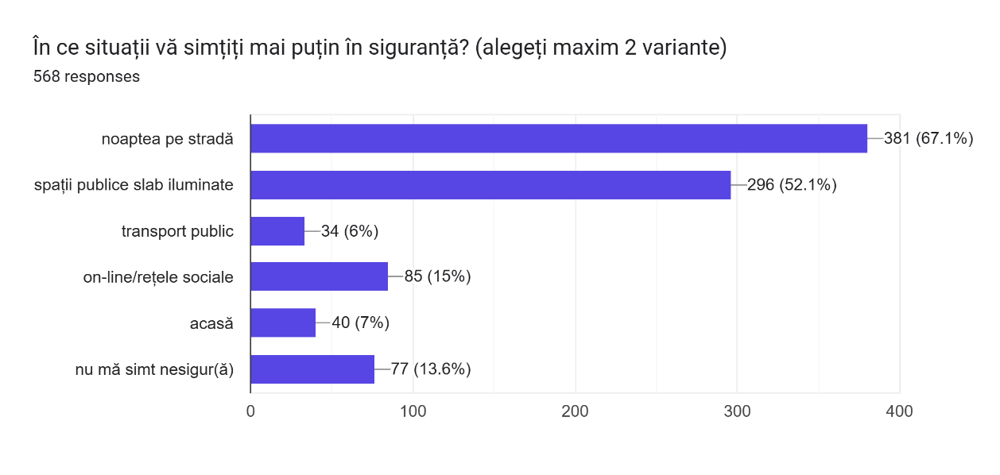 În ce situații vă simțiți mai puțin în siguranță? (alegeți maxim 2 variante)
568 responses
noaptea pe stradă 381 (67.1%)
spații publice slab iluminate 296 (52.1%)
transport public 34 (6%)
on-line/rețele sociale 85 (15%)
acasă 40 (7%)
nu mă simt nesigur(ă) 77 (13.6%)
0 100 200 300 400